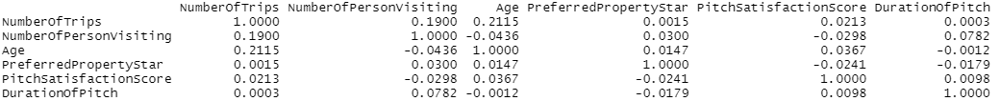 NumberOfTrips NumberOfPersonVisiting Age PreferredPropertyStar PitchSatisfactionScore DurationOfPitch
NumberOfTrips 1.0000 0.1900 0.2115 0.0015 0.0213 0.0003
NumberOfPersonVisiting 0.1900 1.0000 -0.0436 0.0300 -0.0298 0.0782
Age 0.2115 -0.0436 1.0000 0.0147 0.0367 -0.0012
PreferredPropertyStar 0.0015 0.0300 0.0147 1.0000 -0.0241 -0.0179
PitchSatisfactionScore 0.0213 -0.0298 0.0367 -0.0241 1.0000 0.0098
DurationOfPitch 0.0003 0.0782 -0.0012 -0.0179 0.0098 1.0000